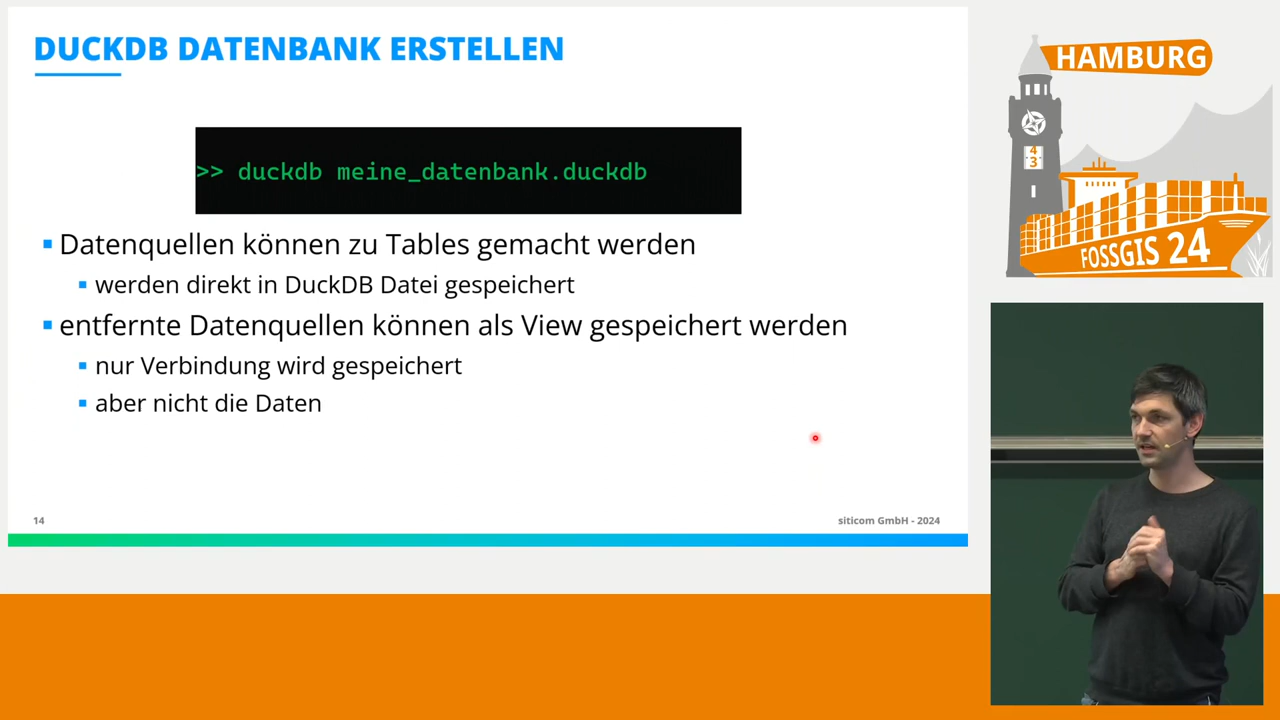 DUCKDB DATENBANK ERSTELLEN
>> duckdb meine_datenbank.duckdb
Datenquellen können zu Tables gemacht werden
werden direkt in DuckDB Datei gespeichert
entfernte Datenquellen können als View gespeichert werden
nur Verbindung wird gespeichert
aber nicht die Daten
14
siticom GmbH - 2024
HAMBURG
4
3
FOSSGIS 24